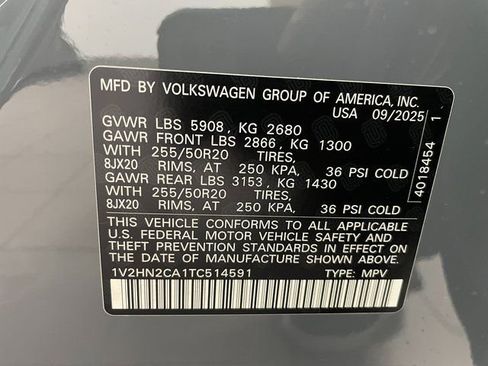 MFD BY VOLKSWAGEN GROUP OF AMERICA, INC.
USA 09/2025
GVWR LBS 5908, KG 2680
GAWR FRONT LBS 2866, KG 1300
WITH 255/50R20 TIRES,
8JX20 RIMS, AT 250 KPA, 36 PSI COLD
GAWR REAR LBS 3153, KG 1430
WITH 255/50R20 TIRES,
8JX20 RIMS, AT 250 KPA, 36 PSI COLD
THIS VEHICLE CONFORMS TO ALL APPLICABLE
U.S. FEDERAL MOTOR VEHICLE SAFETY AND
THEFT PREVENTION STANDARDS IN EFFECT ON
THE DATE OF MANUFACTURE SHOWN ABOVE.
1V2HN2CA1TC514591 TYPE: MPV
4018454 1